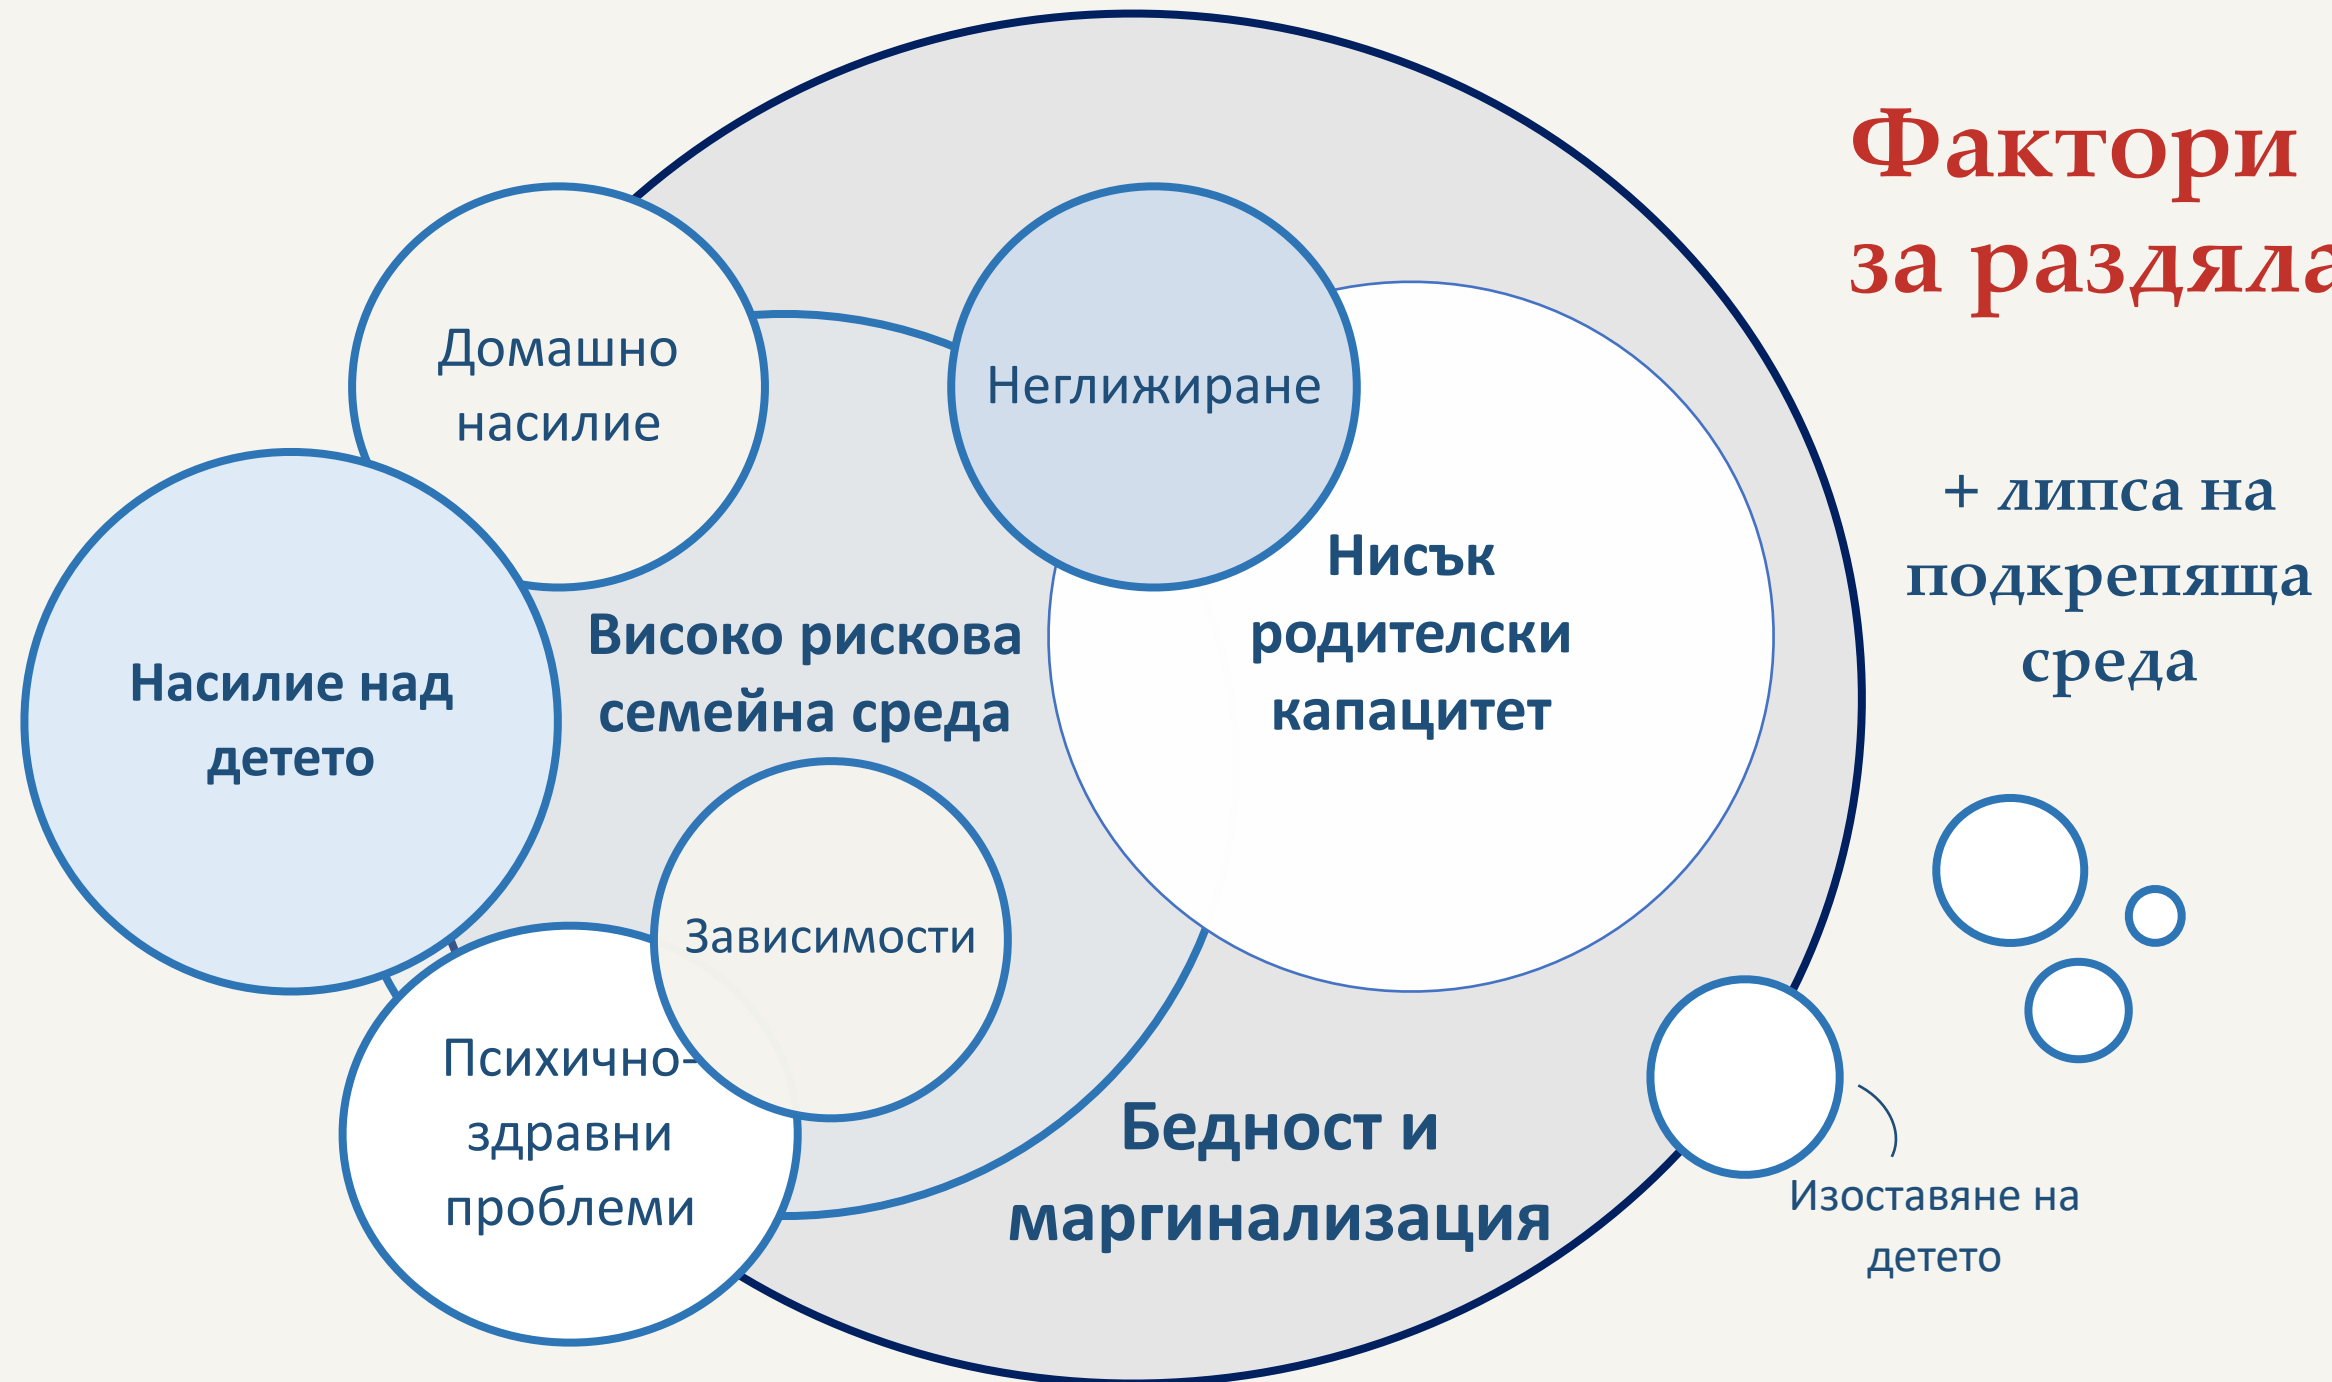 Фактори
за раздяла
+ липса на
подкрепяща
среда
Домашно
насилие
Неглижиране
Нисък
родителски
капацитет
Високо рискова
семейна среда
Насилие над
детето
Зависимости
Психично-
здравни
проблеми
Бедност и
маргинализация
Изоставяне на
детето